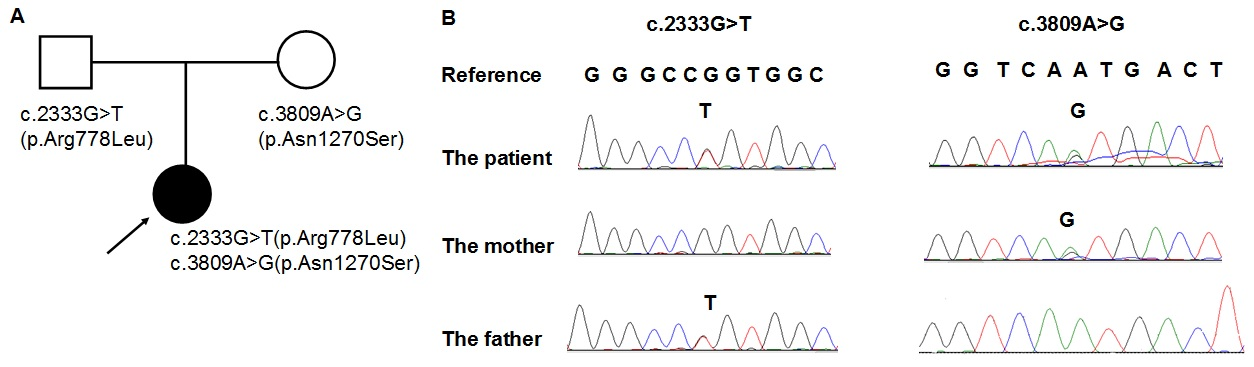 A
c.2333G>T
(p.Arg778Leu)
c.3809A>G
(p.Asn1270Ser)
c.2333G>T(p.Arg778Leu)
c.3809A>G(p.Asn1270Ser)
B
c.2333G>T
c.3809A>G
Reference
G G G C C G G T G G C
G G T C A A T G A C T
T
G
The patient
G
The mother
T
The father